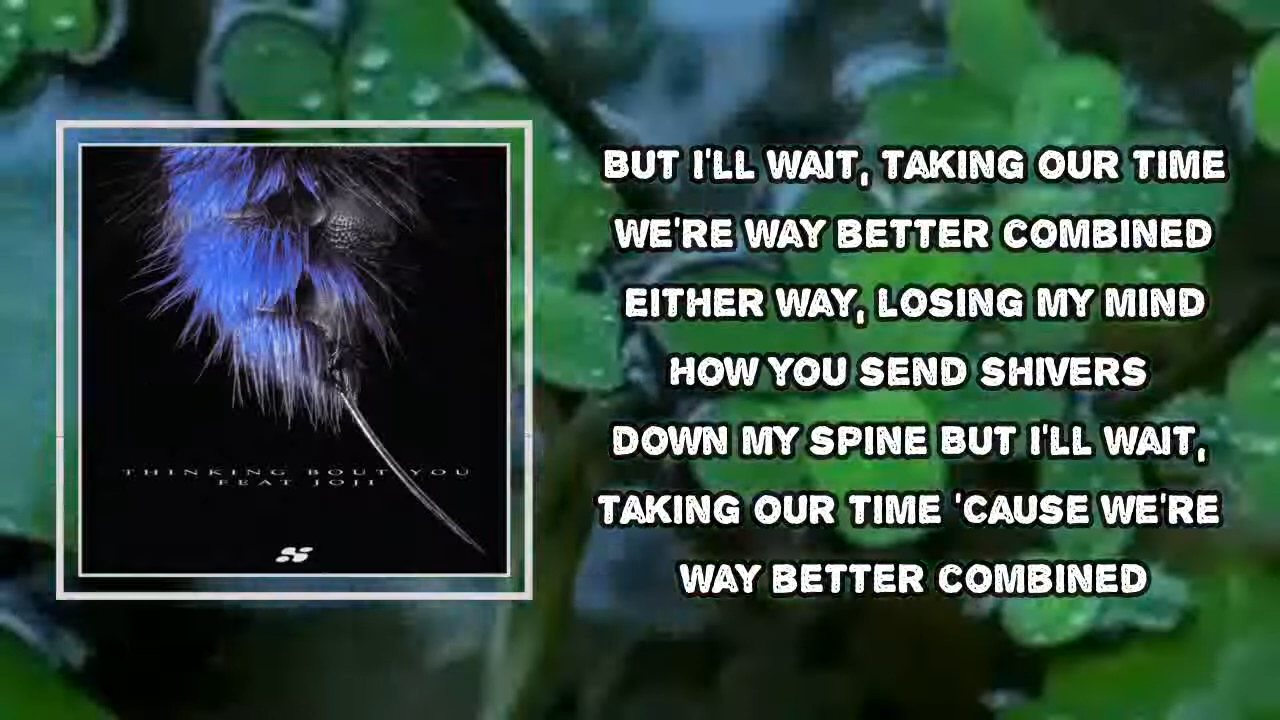 THINKING BOUT YOU
FEAT JOJI
BUT I'LL WAIT, TAKING OUR TIME
WE'RE WAY BETTER COMBINED
EITHER WAY, LOSING MY MIND
HOW YOU SEND SHIVERS
DOWN MY SPINE BUT I'LL WAIT,
TAKING OUR TIME 'CAUSE WE'RE
WAY BETTER COMBINED